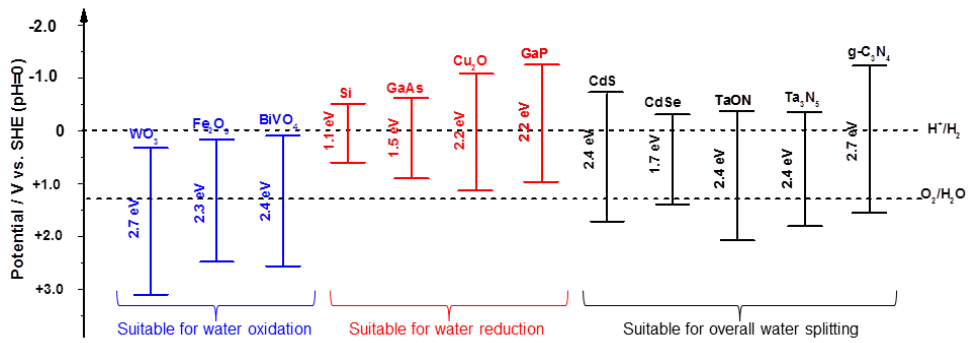 Potential / V vs. SHE (pH=0)
-2.0
-1.0
0
+1.0
+2.0
+3.0
WO₃
2.7 eV
Fe₂O₃
2.3 eV
BiVO₄
2.4 eV
Si
1.1 eV
GaAs
1.5 eV
Cu₂O
2.2 eV
GaP
2.2 eV
CdS
2.4 eV
CdSe
1.7 eV
TaON
2.4 eV
Ta₃N₅
2.4 eV
g-C₃N₄
2.7 eV
H⁺/H₂
O₂/H₂O
Suitable for water oxidation
Suitable for water reduction
Suitable for overall water splitting